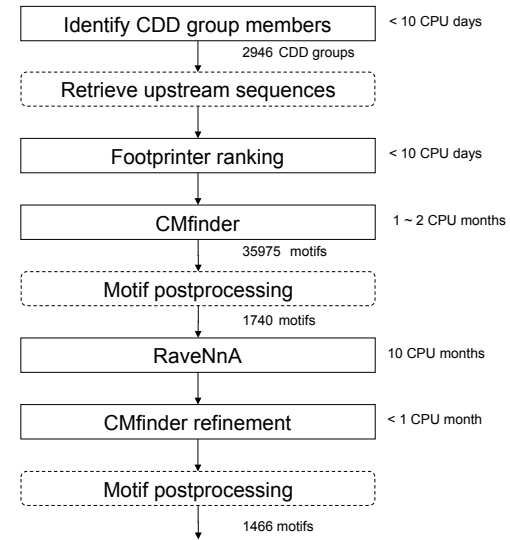 Identify CDD group members < 10 CPU days
2946 CDD groups
Retrieve upstream sequences
Footprinter ranking < 10 CPU days
CMfinder 1 ~ 2 CPU months
35975 motifs
Motif postprocessing
1740 motifs
RaveNnA 10 CPU months
CMfinder refinement < 1 CPU month
Motif postprocessing
1466 motifs